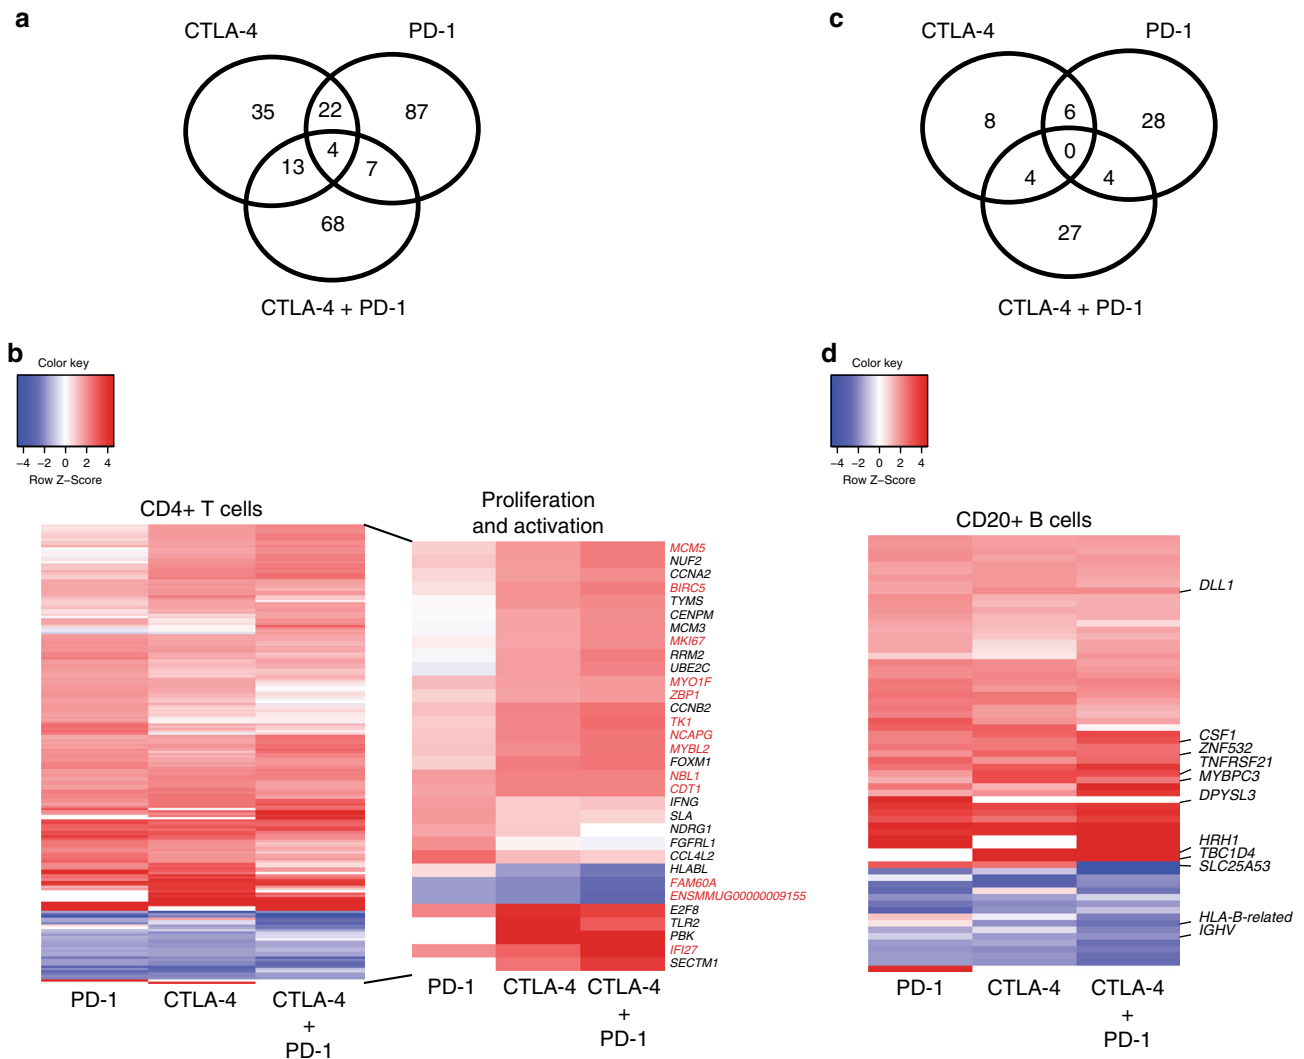 a
CTLA-4
PD-1
35
22
87
4
13
7
68
CTLA-4 + PD-1
c
CTLA-4
PD-1
8
6
28
0
4
4
27
CTLA-4 + PD-1
b
Color key
−4 −2 0 2 4
Row Z−Score
CD4+ T cells
PD-1
CTLA-4
CTLA-4
+
PD-1
Proliferation
and activation
MCM5
NUF2
CCNA2
BIRC5
TYMS
CENPM
MCM3
MKI67
RRM2
UBE2C
MYO1F
ZBP1
CCNB2
TK1
NCAPG
MYBL2
FOXM1
NBL1
CDT1
IFNG
SLA
NDRG1
FGFRL1
CCL4L2
HLABL
FAM60A
ENSMMUG00000009155
E2F8
TLR2
PBK
IFI27
SECTM1
PD-1
CTLA-4
CTLA-4
+
PD-1
d
Color key
−4 −2 0 2 4
Row Z−Score
CD20+ B cells
DLL1
CSF1
ZNF532
TNFRSF21
MYBPC3
DPYSL3
HRH1
TBC1D4
SLC25A53
HLA-B-related
IGHV
PD-1
CTLA-4
CTLA-4
+
PD-1